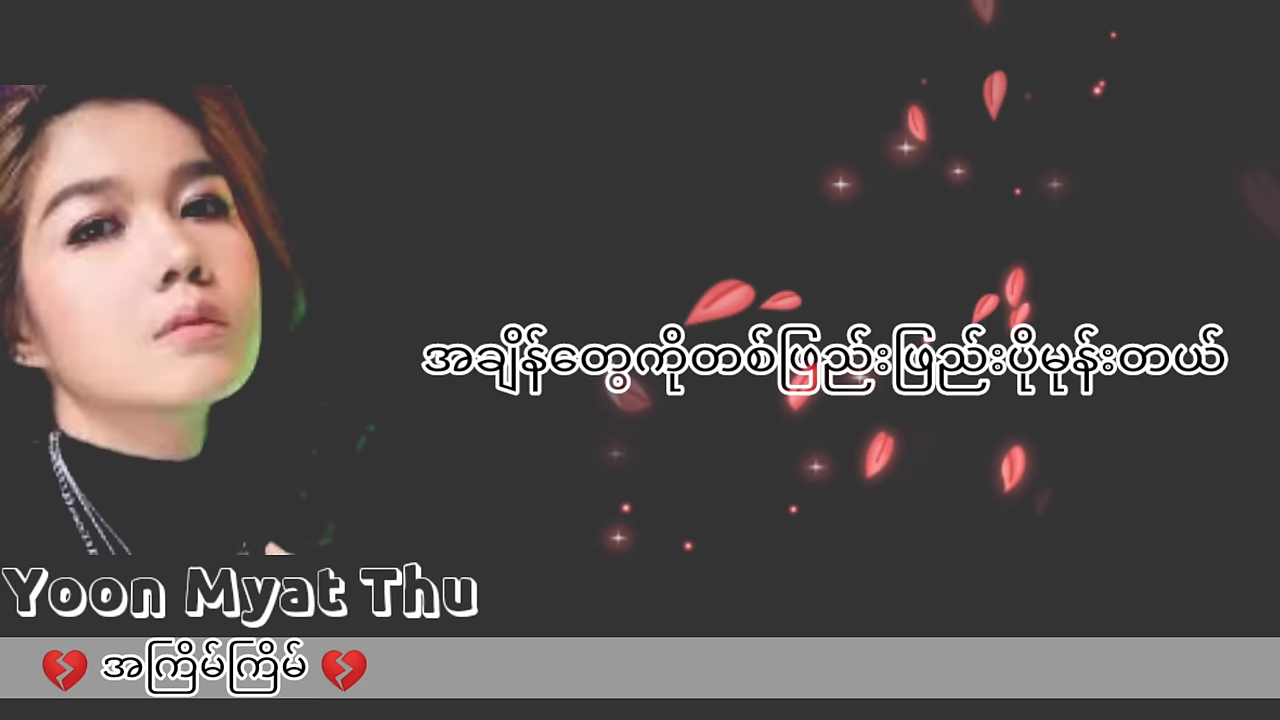 အချိန်တွေကိုတစ်ဖြည်းဖြည်းပိုမုန်းတယ်
Yoon Myat Thu
💔 အကြိမ်ကြိမ် 💔